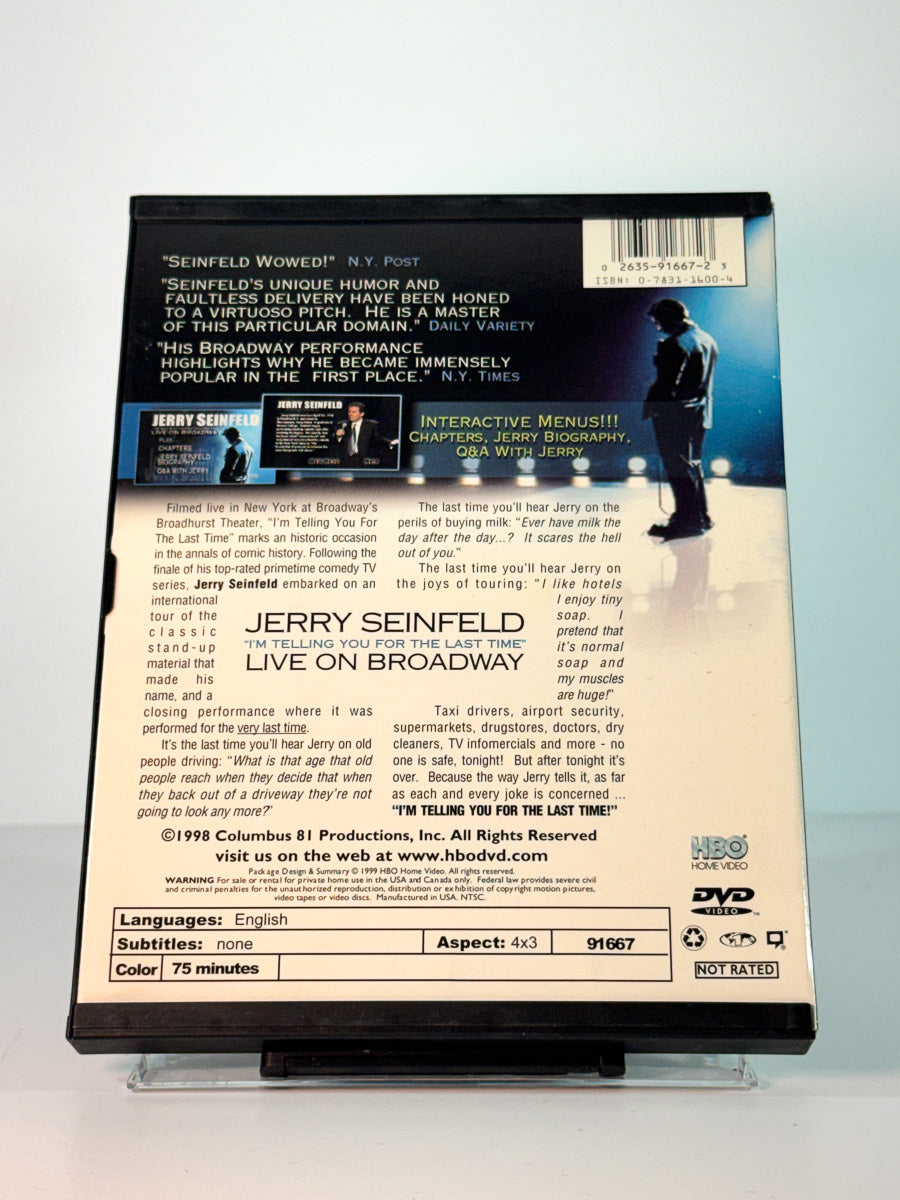 "SEINFELD WOWED!" N.Y. POST
"SEINFELD'S UNIQUE HUMOR AND
FAULTLESS DELIVERY HAVE BEEN HONED
TO A VIRTUOSO PITCH. HE IS A MASTER
OF THIS PARTICULAR DOMAIN." DAILY VARIETY
"HIS BROADWAY PERFORMANCE
HIGHLIGHTS WHY HE BECAME IMMENSELY
POPULAR IN THE FIRST PLACE." N.Y. TIMES
0 2635-91667-2 3
ISBN: 0-7831-1600-4
JERRY SEINFELD
LIVE ON BROADWAY
PLAY
CHAPTERS
JERRY SEINFELD
BIOGRAPHY
Q&A WITH JERRY
JERRY SEINFELD
INTERACTIVE MENUS!!!
CHAPTERS, JERRY BIOGRAPHY,
Q&A WITH JERRY
Filmed live in New York at Broadway's
Broadhurst Theater, "I'm Telling You For
The Last Time" marks an historic occasion
in the annals of comic history. Following the
finale of his top-rated primetime comedy TV
series, Jerry Seinfeld embarked on an
international
tour of the
classic
stand-up
material that
made his
name, and a
closing performance where it was
performed for the very last time.
It's the last time you'll hear Jerry on old
people driving: "What is that age that old
people reach when they decide that when
they back out of a driveway they're not
going to look any more?"
JERRY SEINFELD
"I'M TELLING YOU FOR THE LAST TIME"
LIVE ON BROADWAY
The last time you'll hear Jerry on the
perils of buying milk: "Ever have milk the
day after the day...? It scares the hell
out of you."
The last time you'll hear Jerry on
the joys of touring: "I like hotels
I enjoy tiny
soap. I
pretend that
it's normal
soap and
my muscles
are huge!"
Taxi drivers, airport security,
supermarkets, drugstores, doctors, dry
cleaners, TV infomercials and more - no
one is safe, tonight! But after tonight it's
over. Because the way Jerry tells it, as far
as each and every joke is concerned ...
"I'M TELLING YOU FOR THE LAST TIME!"
©1998 Columbus 81 Productions, Inc. All Rights Reserved
visit us on the web at www.hbodvd.com
Package Design & Summary © 1999 HBO Home Video. All rights reserved.
WARNING For sale or rental for private home use in the USA and Canada only. Federal law provides severe civil
and criminal penalties for the unauthorized reproduction, distribution or exhibition of copyright motion pictures,
video tapes or video discs. Manufactured in USA. NTSC.
Languages: English
Subtitles: none
Aspect: 4x3
91667
Color
75 minutes
HBO
HOME VIDEO
DVD
VIDEO
NOT RATED